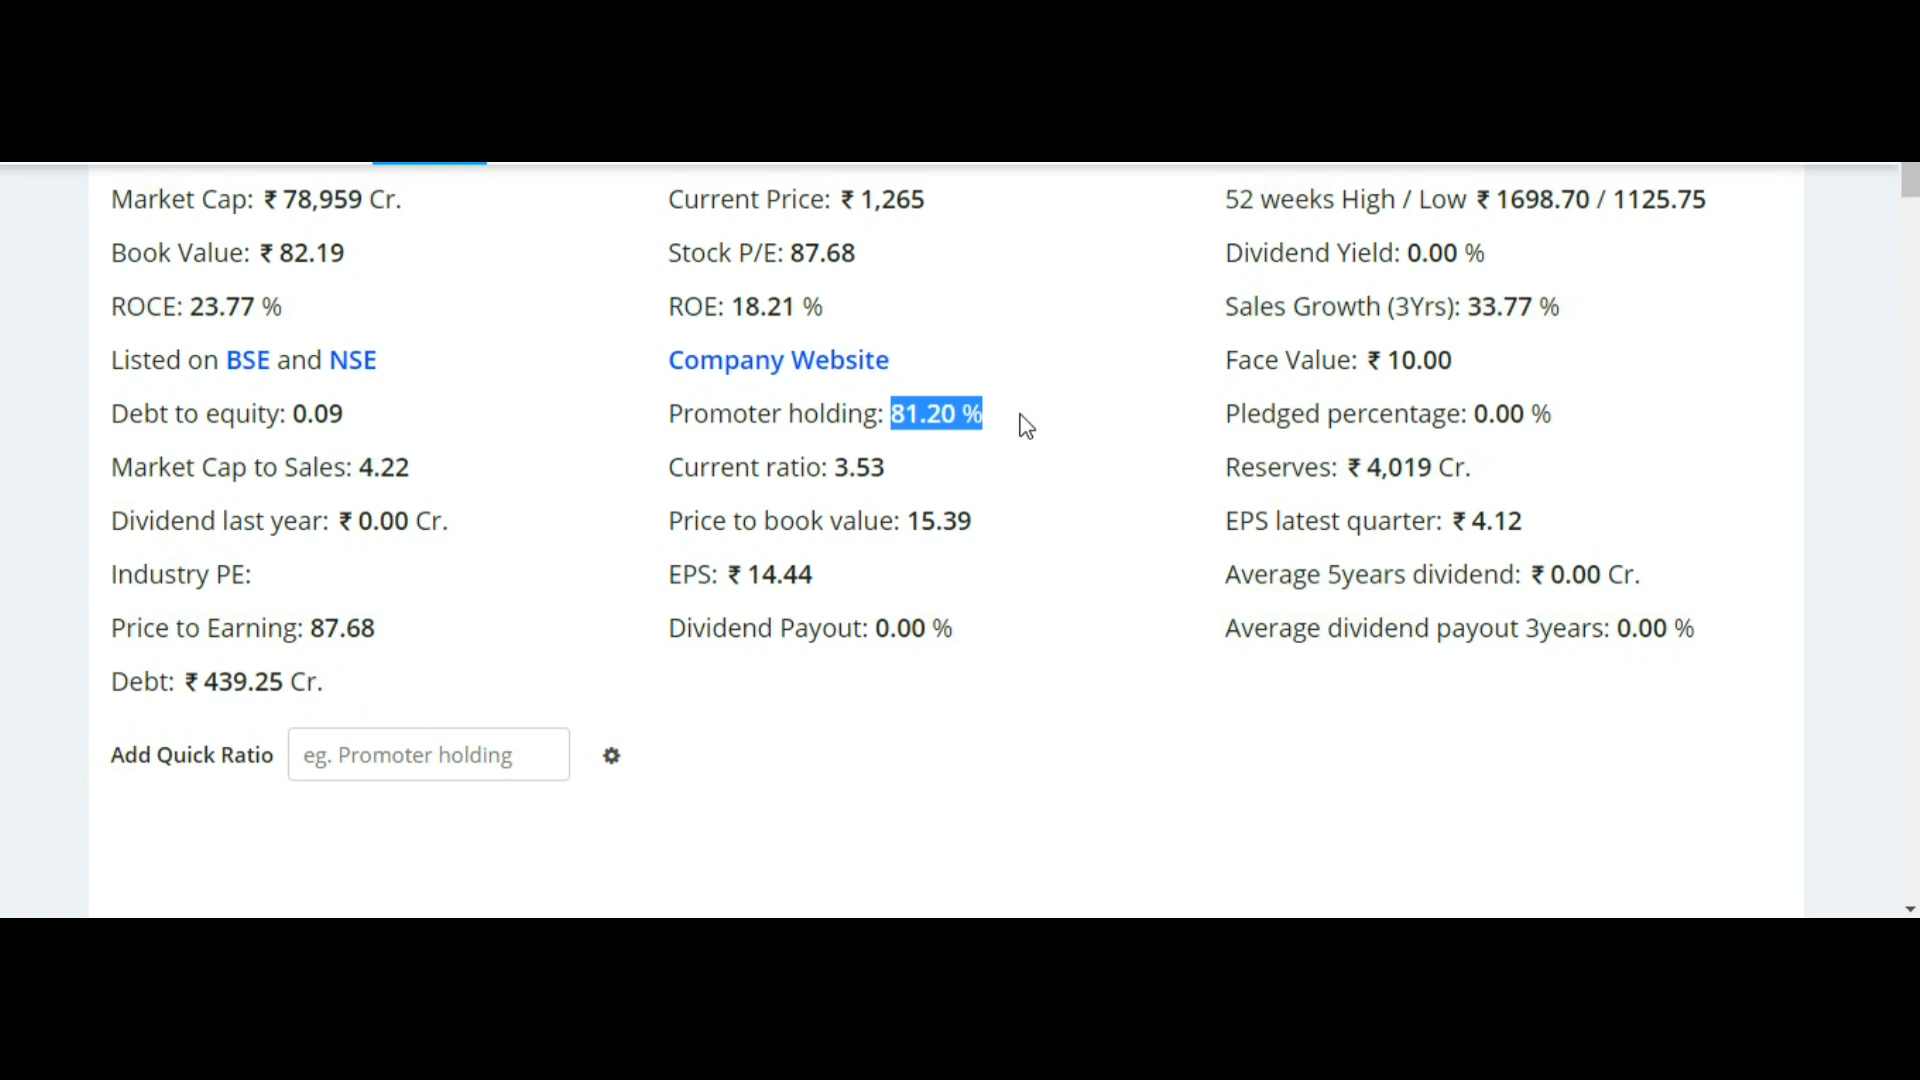 Market Cap: ₹ 78,959 Cr. Current Price: ₹ 1,265 52 weeks High / Low ₹ 1698.70 / 1125.75
Book Value: ₹ 82.19 Stock P/E: 87.68 Dividend Yield: 0.00 %
ROCE: 23.77 % ROE: 18.21 % Sales Growth (3Yrs): 33.77 %
Listed on BSE and NSE Company Website Face Value: ₹ 10.00
Debt to equity: 0.09 Promoter holding: 81.20 % Pledged percentage: 0.00 %
Market Cap to Sales: 4.22 Current ratio: 3.53 Reserves: ₹ 4,019 Cr.
Dividend last year: ₹ 0.00 Cr. Price to book value: 15.39 EPS latest quarter: ₹ 4.12
Industry PE: EPS: ₹ 14.44 Average 5years dividend: ₹ 0.00 Cr.
Price to Earning: 87.68 Dividend Payout: 0.00 % Average dividend payout 3years: 0.00 %
Debt: ₹ 439.25 Cr.
Add Quick Ratio eg. Promoter holding